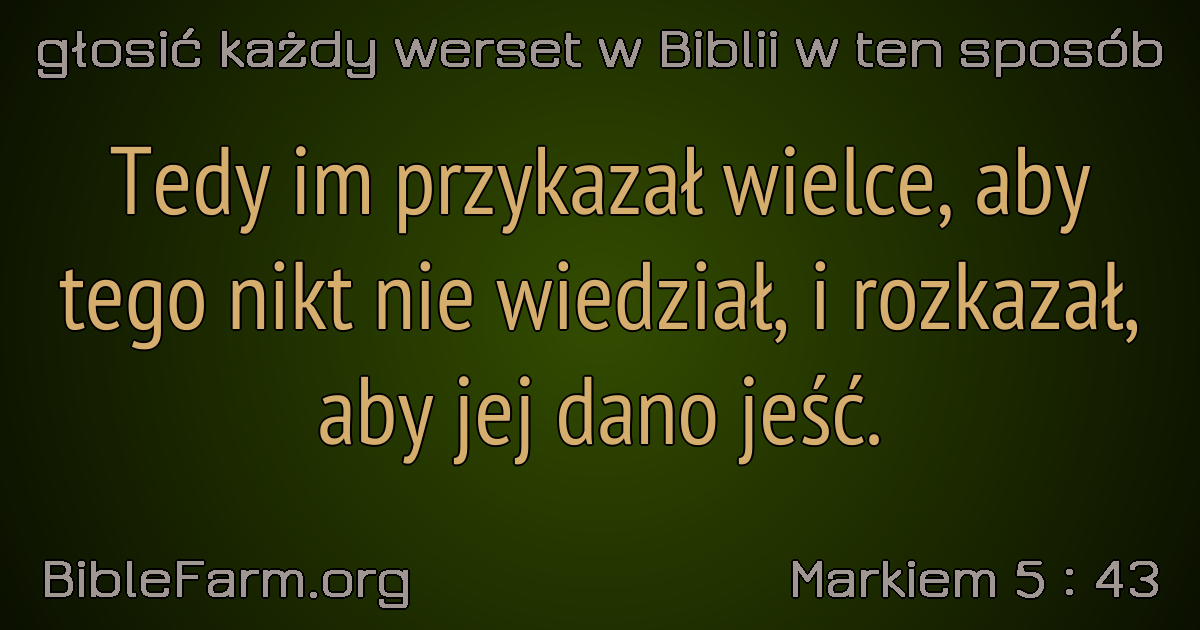 głosić każdy werset w Biblii w ten sposób
Tedy im przykazał wielce, aby
tego nikt nie wiedział, i rozkazał,
aby jej dano jeść.
BibleFarm.org
Markiem 5 : 43